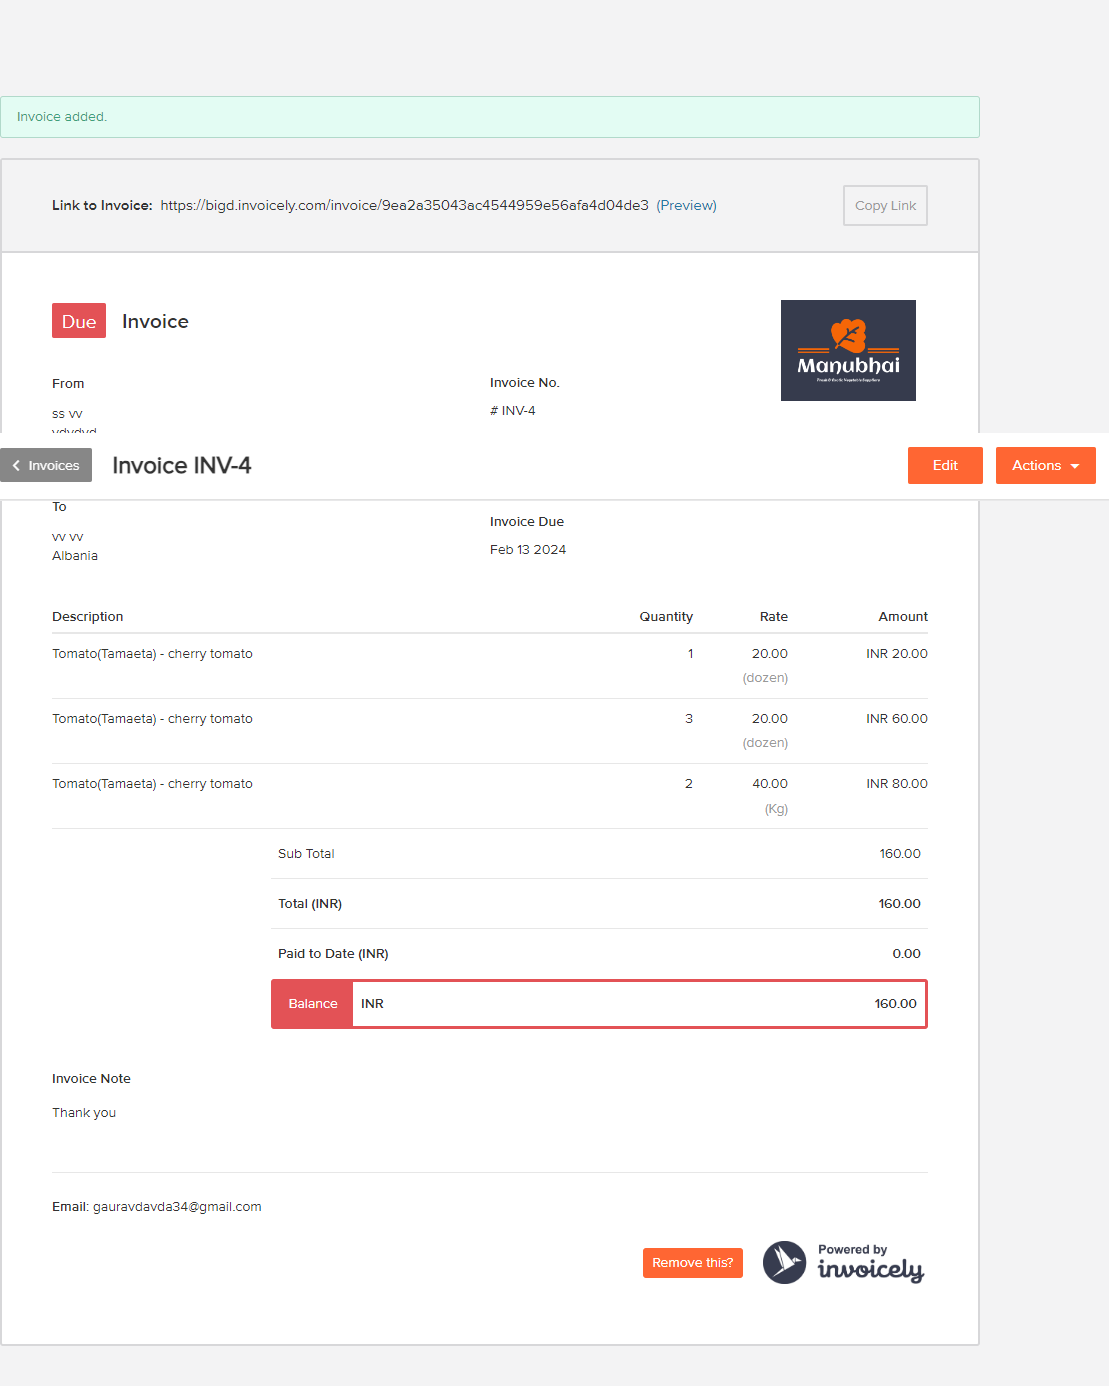 Invoice added.
Link to Invoice: https://bigd.invoicely.com/invoice/9ea2a35043ac4544959e56afa4d04de3 (Preview)
Copy Link
Due Invoice
Manubhai
From
ss vv
Invoice No.
# INV-4
Invoices
Invoice INV-4
Edit
Actions
To
vv vv
Albania
Invoice Due
Feb 13 2024
Description Quantity Rate Amount
Tomato(Tamaeta) - cherry tomato 1 20.00 INR 20.00
(dozen)
Tomato(Tamaeta) - cherry tomato 3 20.00 INR 60.00
(dozen)
Tomato(Tamaeta) - cherry tomato 2 40.00 INR 80.00
(Kg)
Sub Total 160.00
Total (INR) 160.00
Paid to Date (INR) 0.00
Balance INR 160.00
Invoice Note
Thank you
Email: gauravdavda34@gmail.com
Remove this?
Powered by
invoicely